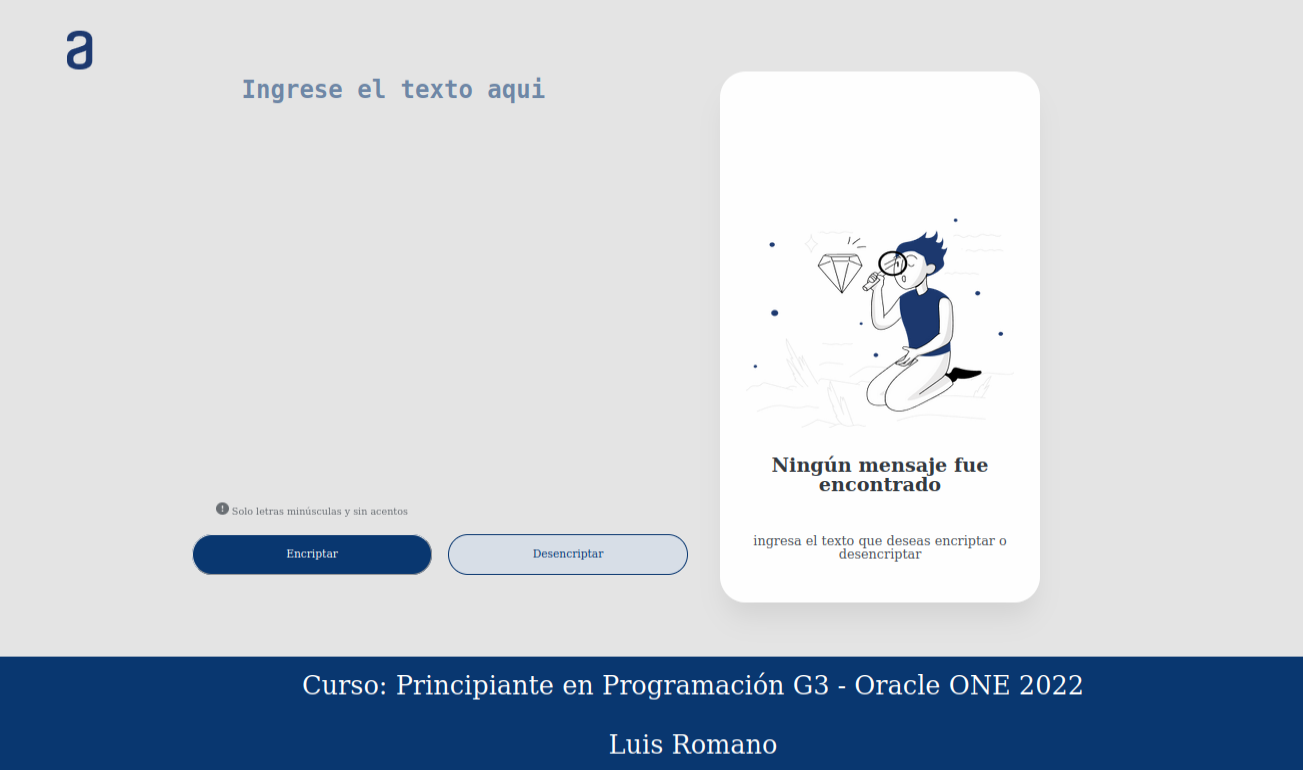 a
Ingrese el texto aqui
Solo letras minúsculas y sin acentos
Encriptar
Desencriptar
Ningún mensaje fue
encontrado
ingresa el texto que deseas encriptar o
desencriptar
Curso: Principiante en Programación G3 - Oracle ONE 2022
Luis Romano